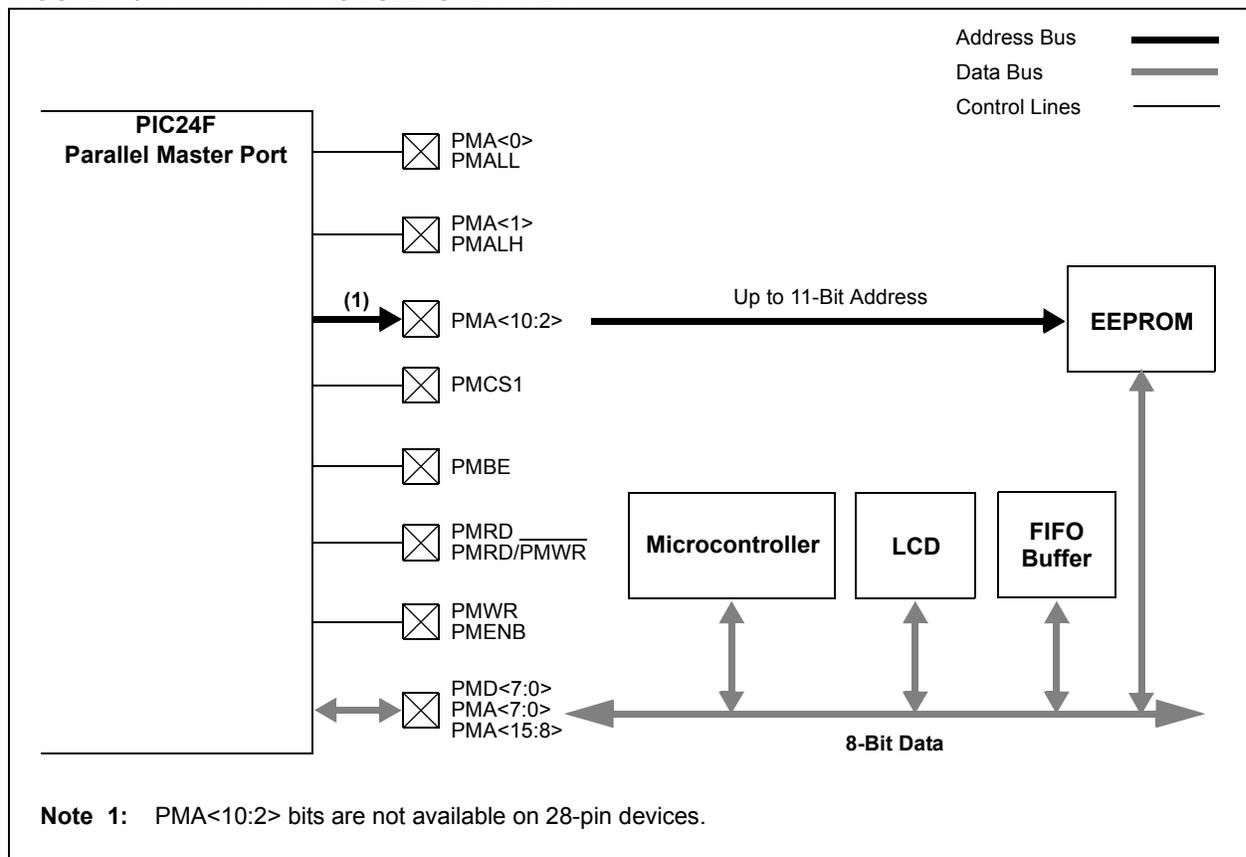 Address Bus
Data Bus
Control Lines
PIC24F
Parallel Master Port
PMA<0>
PMALL
PMA<1>
PMALH
(1)
PMA<10:2>
Up to 11-Bit Address
EEPROM
PMCS1
PMBE
PMRD
PMRD/PMWR
Microcontroller
LCD
FIFO
Buffer
PMWR
PMENB
PMD<7:0>
PMA<7:0>
PMA<15:8>
8-Bit Data
Note 1: PMA<10:2> bits are not available on 28-pin devices.